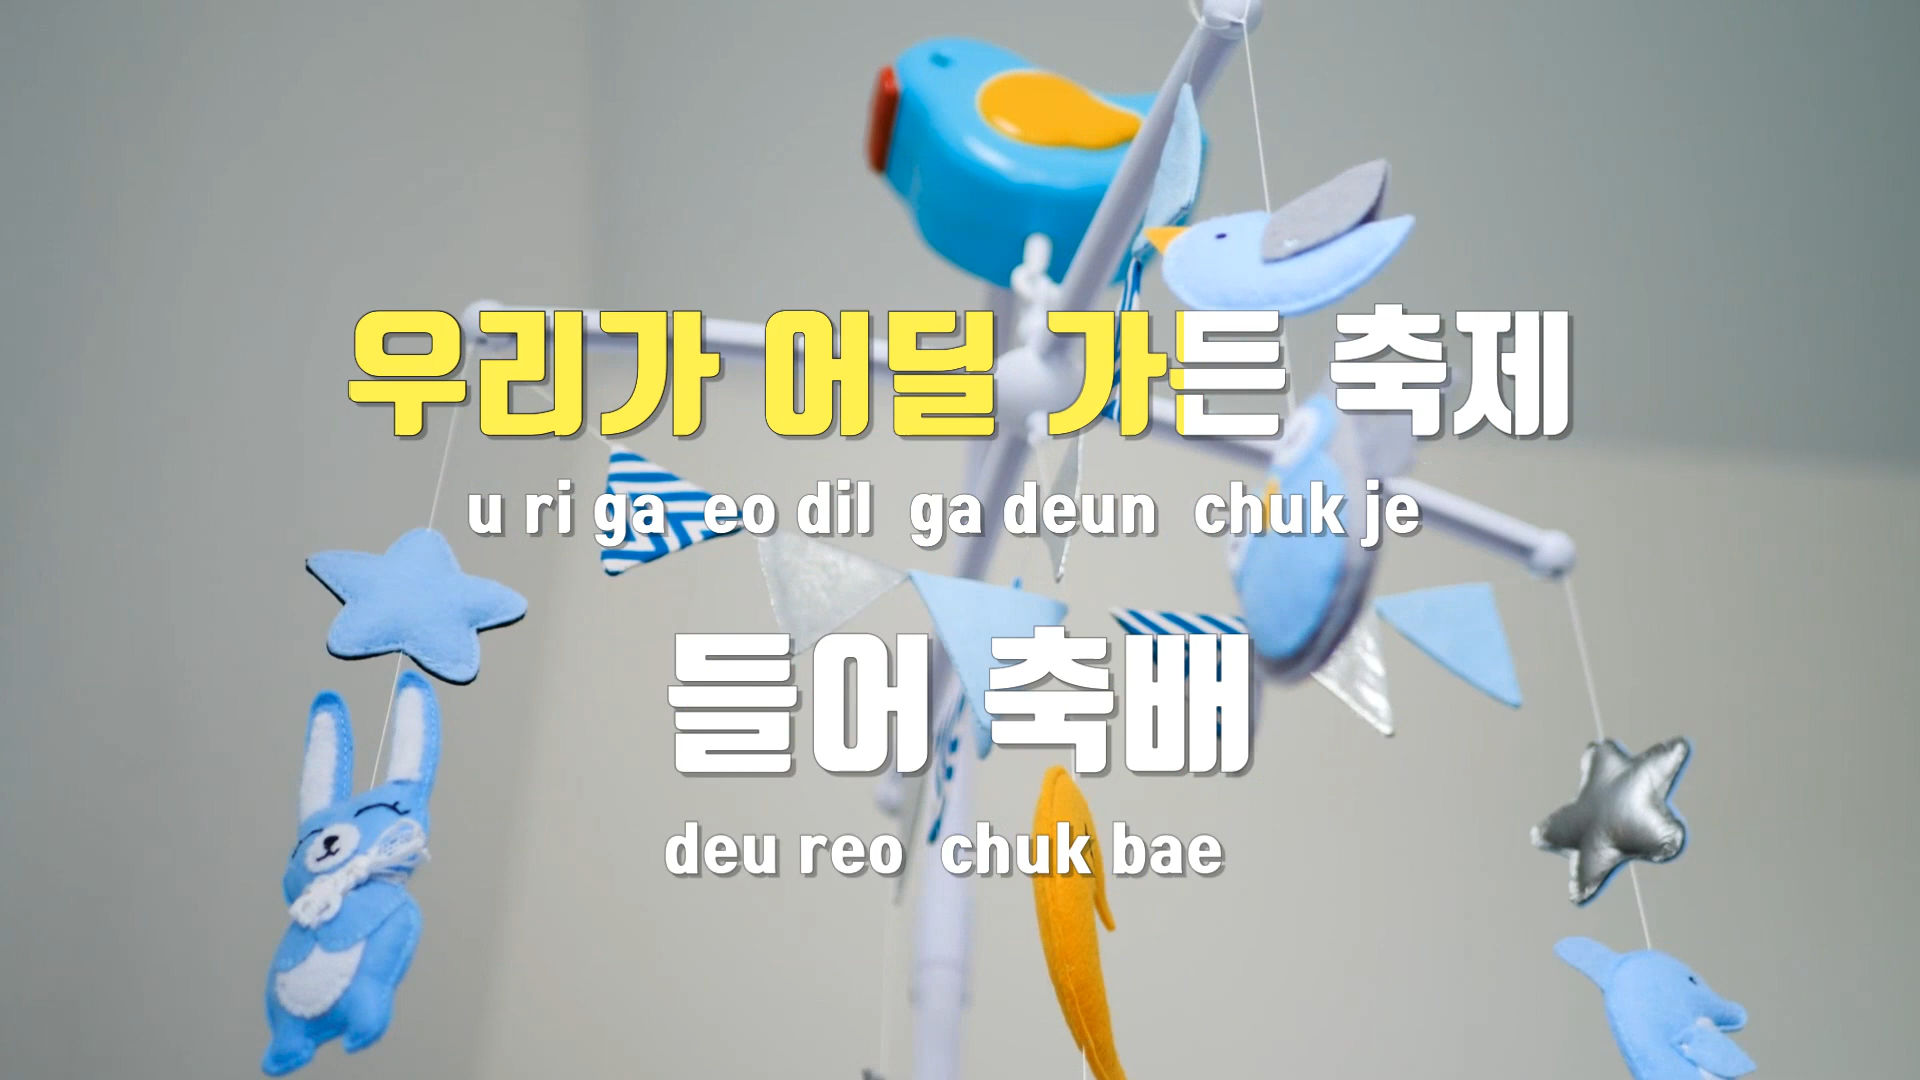 우리가 어딜 가든 축제
u ri ga eo dil ga deun chuk je
들어 축배
deu reo chuk bae